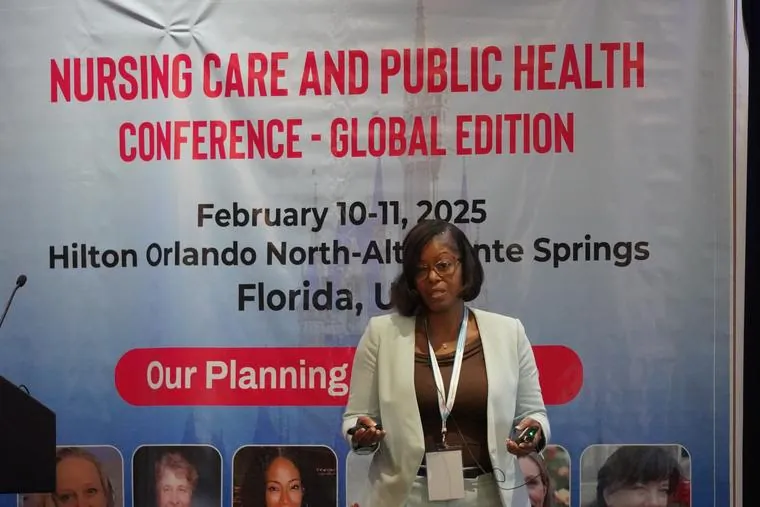 NURSING CARE AND PUBLIC HEALTH
CONFERENCE - GLOBAL EDITION
February 10-11, 2025
Hilton Orlando North-Alt nte Springs
Florida, U
Our Planning